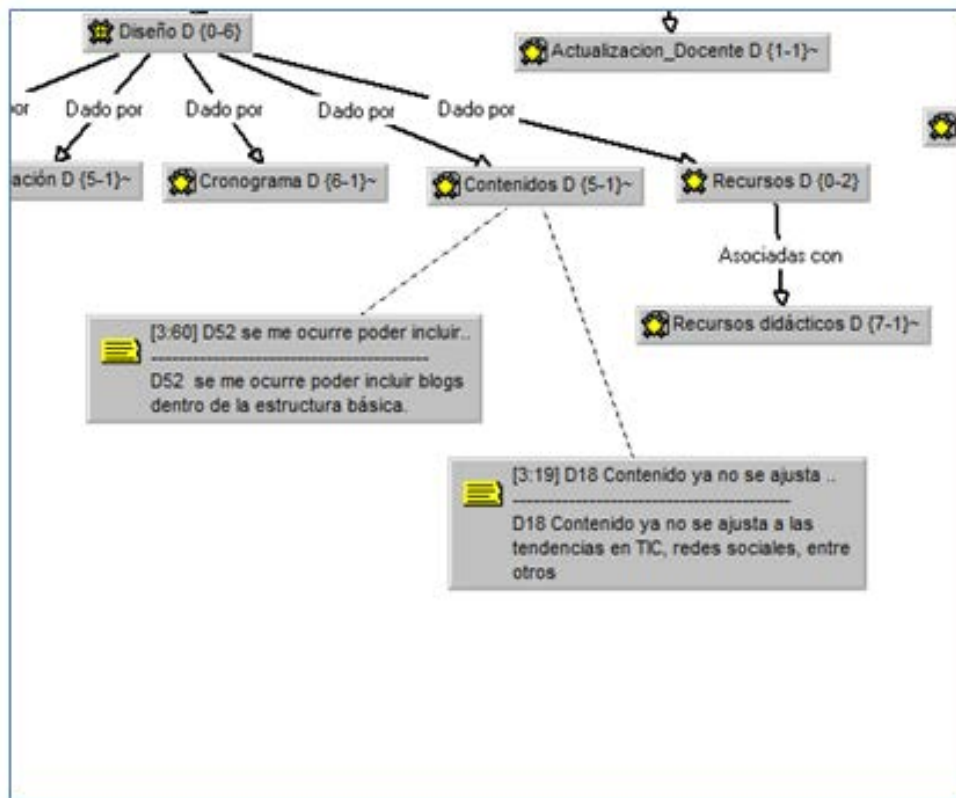 Diseño D {0-6}
Actualizacion_Docente D {1-1}~
or
Dado por
Dado por
Dado por
Dado por
ación D {5-1}~
Cronograma D {6-1}~
Contenidos D {5-1}~
Recursos D {0-2}
Asociadas con
Recursos didácticos D {7-1}~
[3:60] D52 se me ocurre poder incluir..
D52 se me ocurre poder incluir blogs
dentro de la estructura básica.
[3:19] D18 Contenido ya no se ajusta ..
D18 Contenido ya no se ajusta a las
tendencias en TIC, redes sociales, entre
otros